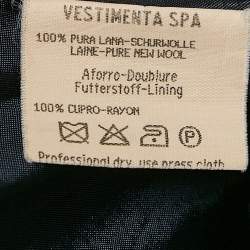 VESTIMENTA SPA
100% PURA LANA-SCHURWOLLE
LAINE-PURE NEW WOOL
Aforro-Doublure
Futterstoff-Lining
100% CUPRO-RAYON
P
Professional dry, use press cloth